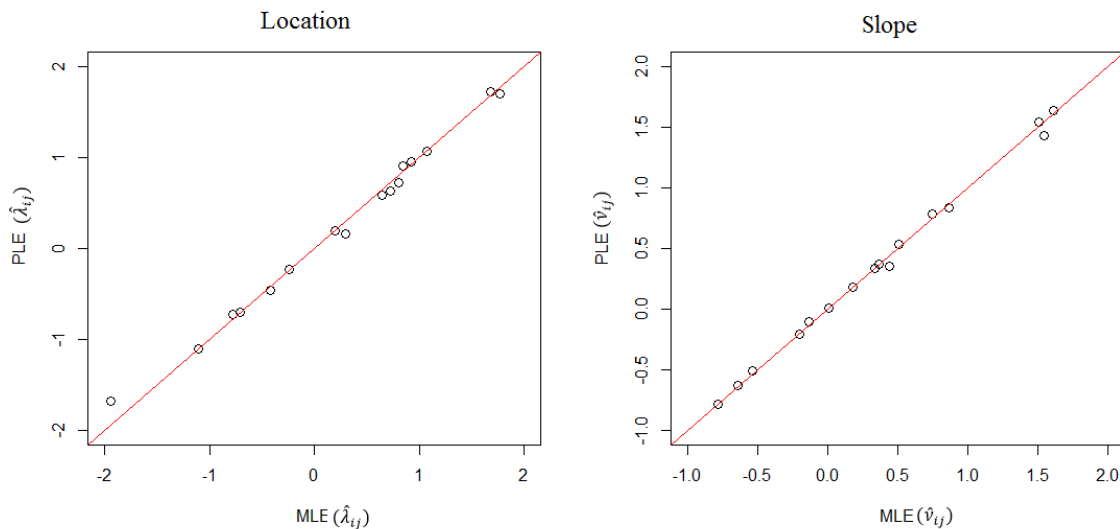 Location
2
1
0
-1
-2
PLE (λ̂ᵢⱼ)
-2 -1 0 1 2
MLE (λ̂ᵢⱼ)
Slope
2.0
1.5
1.0
0.5
0.0
-0.5
-1.0
PLE (ν̂ᵢⱼ)
-1.0 -0.5 0.0 0.5 1.0 1.5 2.0
MLE (ν̂ᵢⱼ)